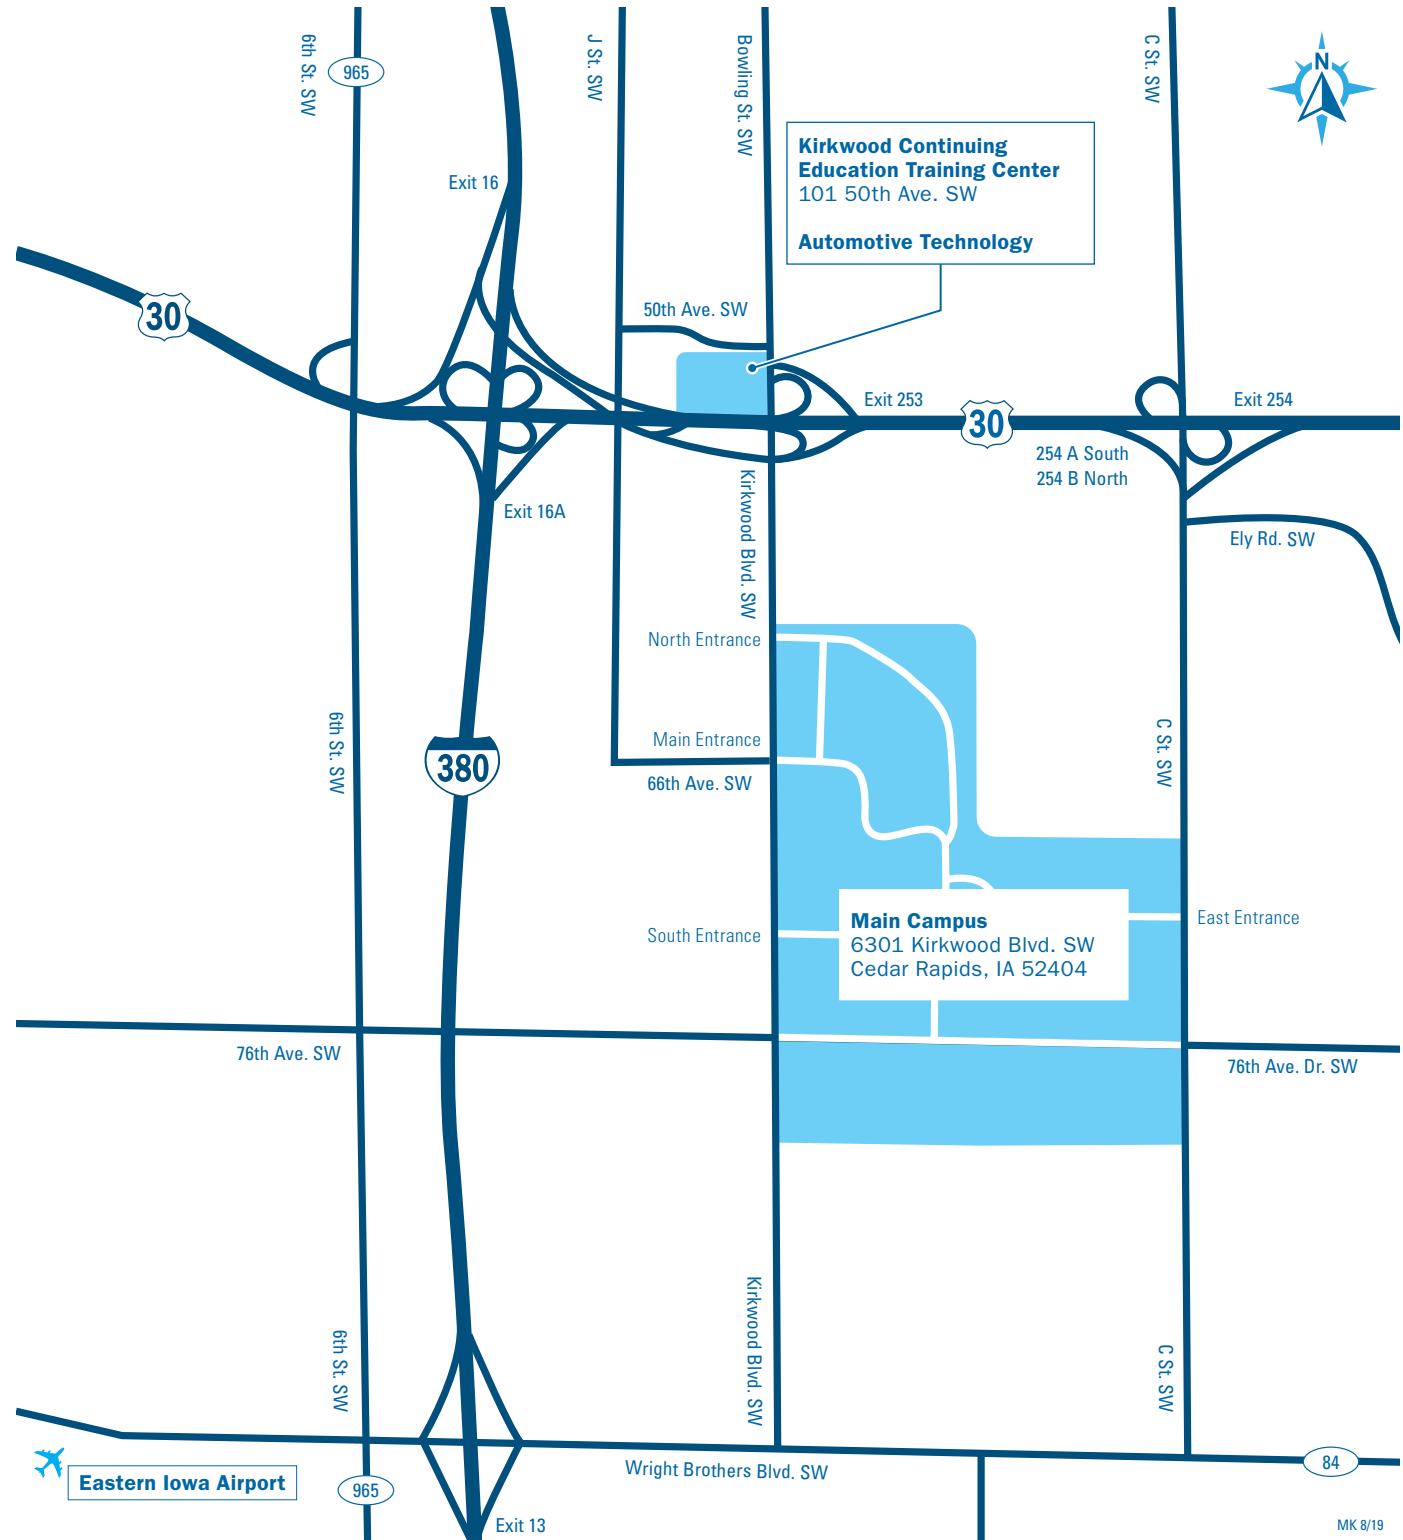 6th St. SW
965
J St. SW
Bowling St. SW
C St. SW
N
Kirkwood Continuing
Education Training Center
101 50th Ave. SW
Automotive Technology
Exit 16
30
50th Ave. SW
Exit 253
30
Exit 254
254 A South
254 B North
Exit 16A
Kirkwood Blvd. SW
Ely Rd. SW
North Entrance
6th St. SW
380
Main Entrance
66th Ave. SW
C St. SW
Main Campus
6301 Kirkwood Blvd. SW
Cedar Rapids, IA 52404
South Entrance
East Entrance
76th Ave. SW
76th Ave. Dr. SW
6th St. SW
Kirkwood Blvd. SW
C St. SW
Eastern Iowa Airport
965
Wright Brothers Blvd. SW
84
Exit 13
MK 8/19